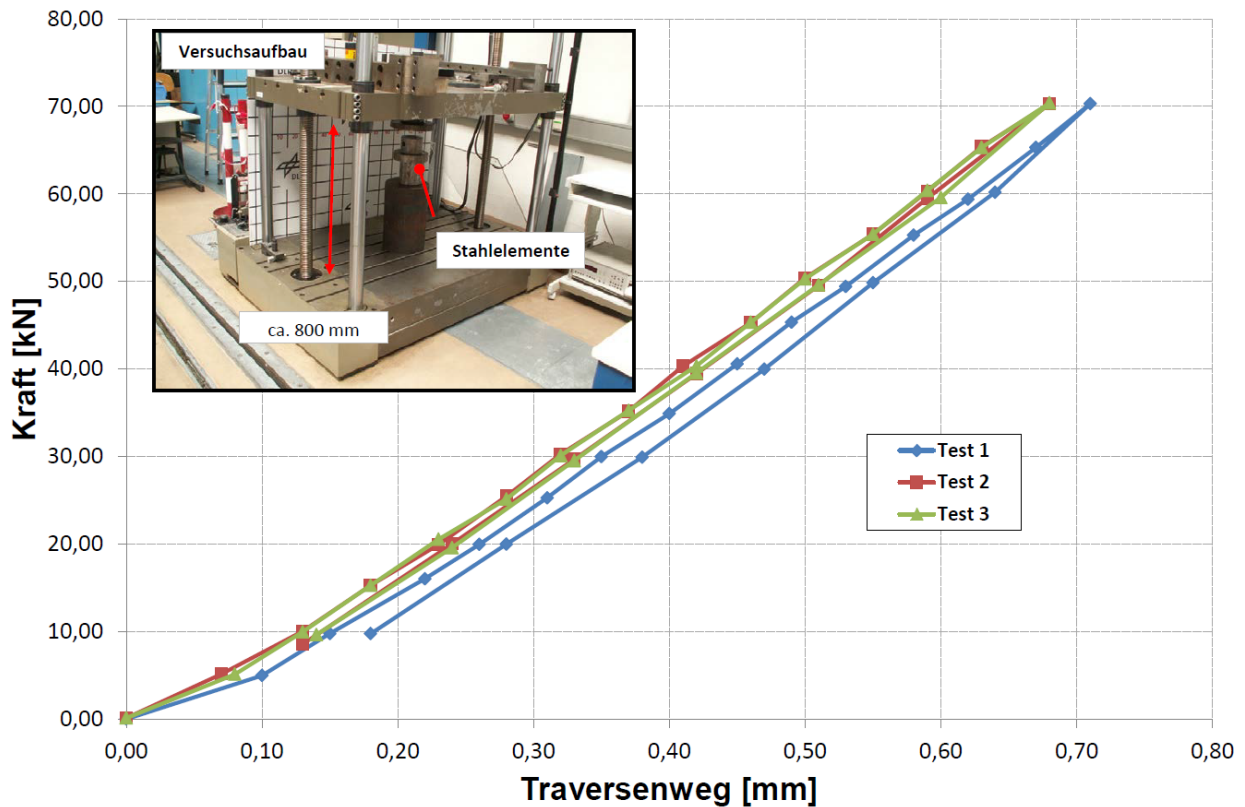 80,00
70,00
60,00
50,00
40,00
30,00
20,00
10,00
0,00
Kraft [kN]
Versuchsaufbau
DLR
Stahlelemente
ca. 800 mm
Test 1
Test 2
Test 3
0,00 0,10 0,20 0,30 0,40 0,50 0,60 0,70 0,80
Traversenweg [mm]